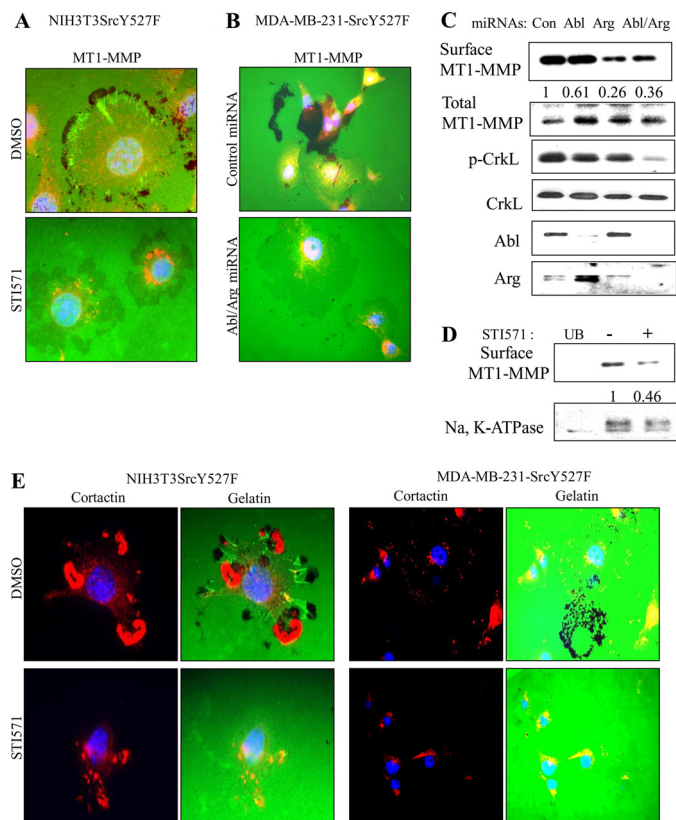 A NIH3T3SrcY527F
MT1-MMP
DMSO
STI571
B MDA-MB-231-SrcY527F
MT1-MMP
Control miRNA
Abl/Arg miRNA
C miRNAs: Con Abl Arg Abl/Arg
Surface
MT1-MMP
1 0.61 0.26 0.36
Total
MT1-MMP
p-CrkL
CrkL
Abl
Arg
D STI571 : UB - +
Surface
MT1-MMP
1 0.46
Na, K-ATPase
E NIH3T3SrcY527F MDA-MB-231-SrcY527F
Cortactin Gelatin Cortactin Gelatin
DMSO
STI571